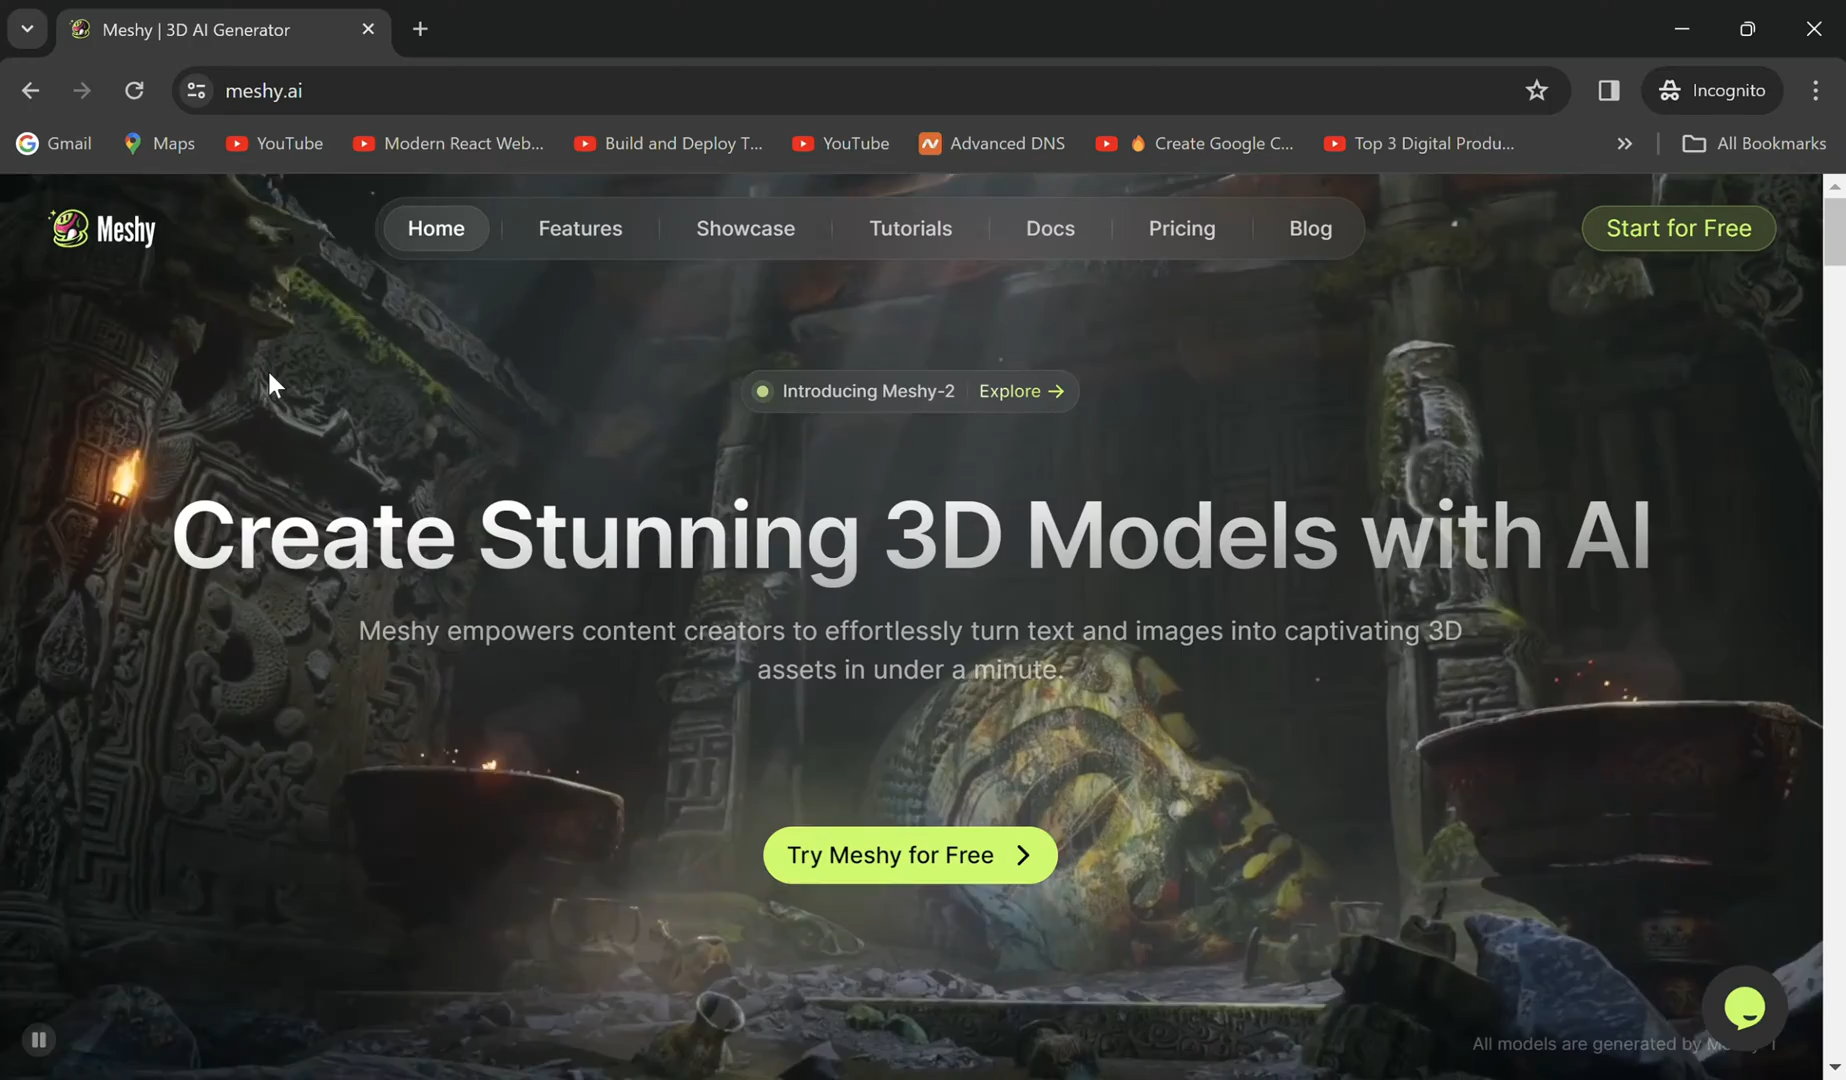 Meshy | 3D AI Generator
meshy.ai
Incognito
Gmail
Maps
YouTube
Modern React Web...
Build and Deploy T...
YouTube
Advanced DNS
Create Google C...
Top 3 Digital Produ...
All Bookmarks
Meshy
Home
Features
Showcase
Tutorials
Docs
Pricing
Blog
Start for Free
Introducing Meshy-2
Explore →
Create Stunning 3D Models with AI
Meshy empowers content creators to effortlessly turn text and images into captivating 3D
assets in under a minute.
Try Meshy for Free
All models are generated by